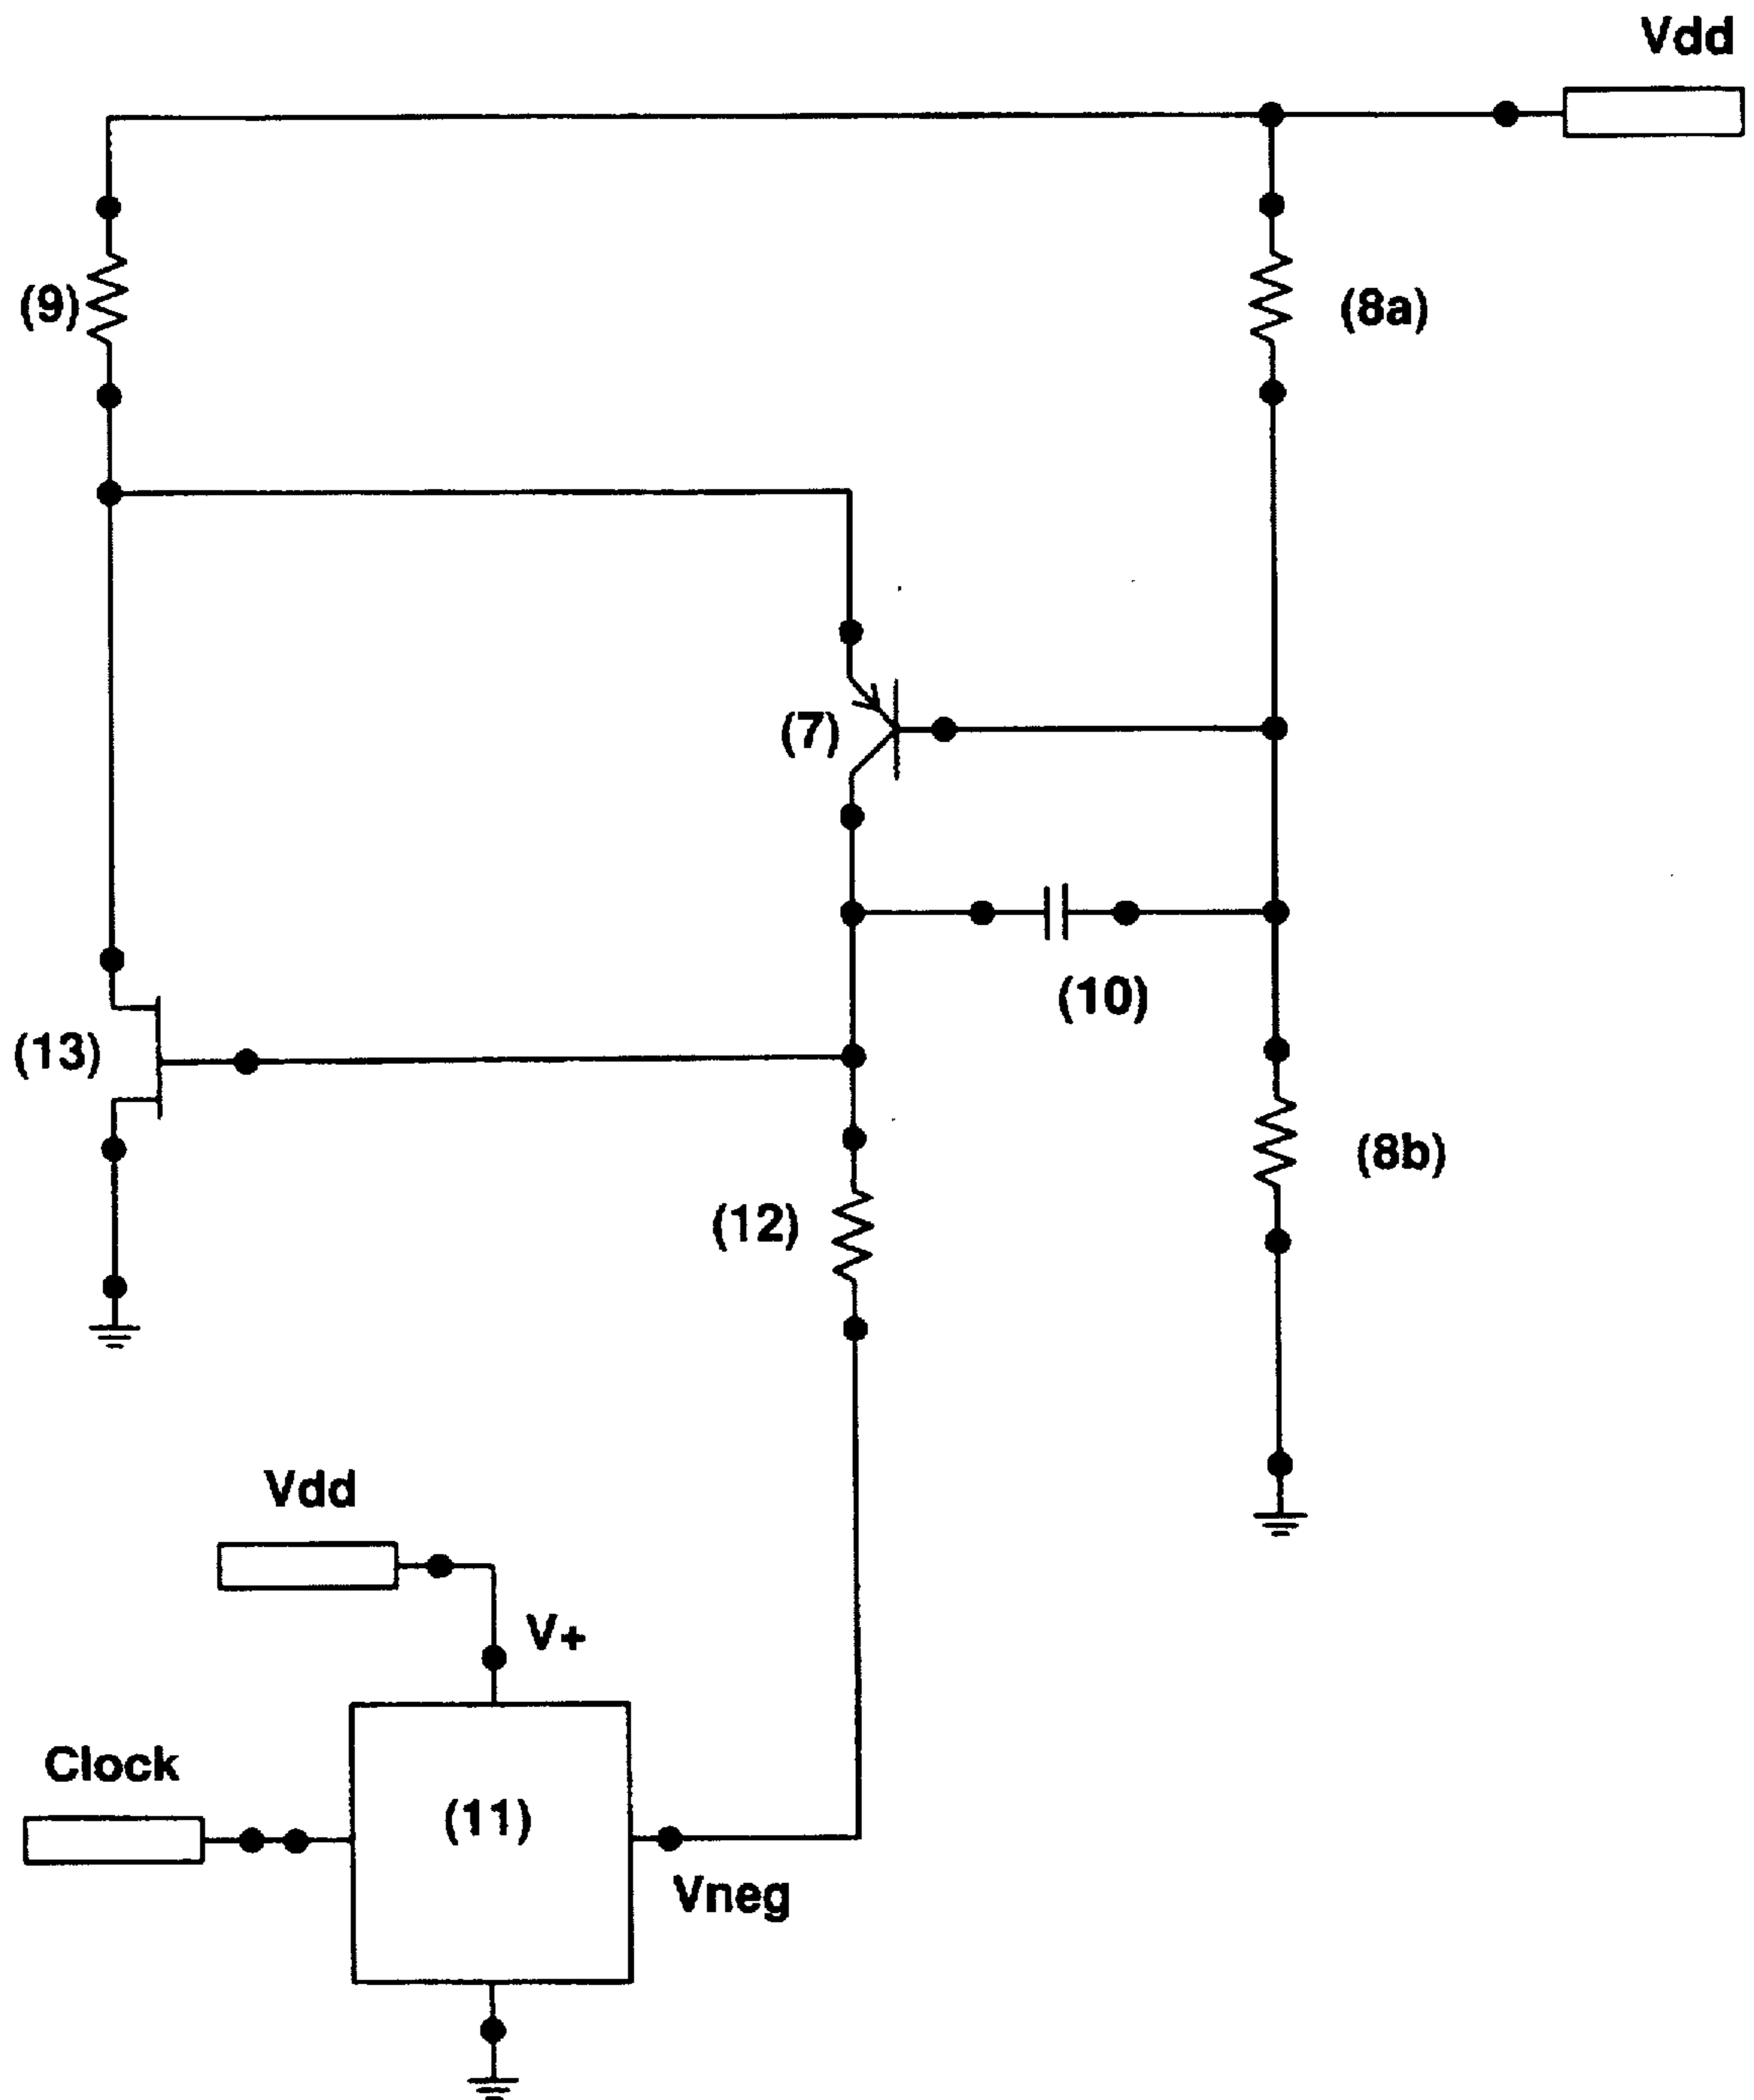 Vdd
(9)
(8a)
(7)
(10)
(13)
(8b)
(12)
Vdd
V+
Clock
(11)
Vneg